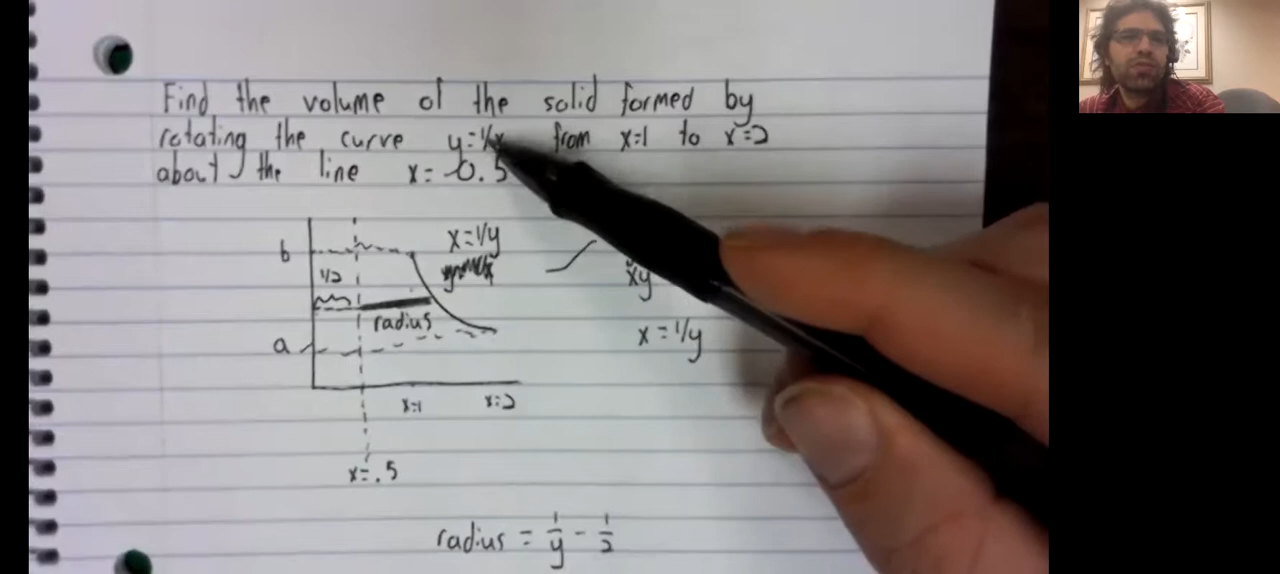 Find the volume of the solid formed by
rotating the curve y=1/x from x=1 to x=2
about the line x= 0.5
b
x=1/y
1/2
xy
radius
a
x=1/y
x=1
x=2
x=.5
radius = 1/y - 1/2